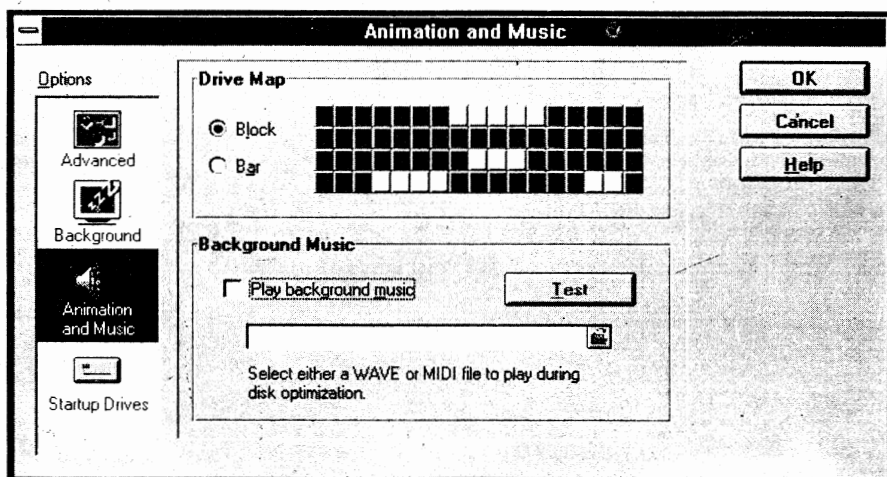 Animation and Music
Options
Advanced
Background
Animation
and Music
Startup Drives
Drive Map
Block
Bar
Background Music
Play background music
Test
Select either a WAVE or MIDI file to play during
disk optimization.
OK
Cancel
Help